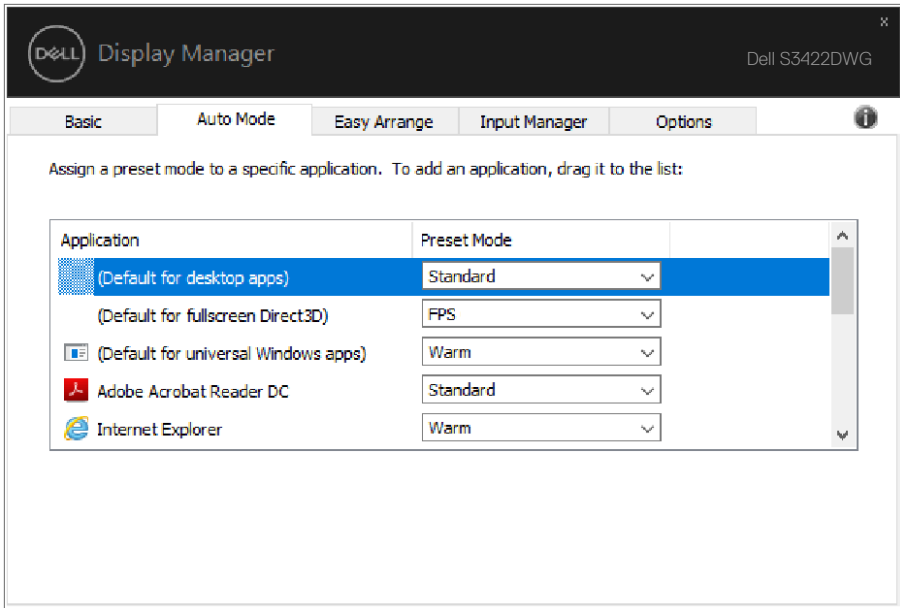 x
DELL Display Manager
Dell S3422DWG
Basic Auto Mode Easy Arrange Input Manager Options
Assign a preset mode to a specific application. To add an application, drag it to the list:
Application Preset Mode
(Default for desktop apps) Standard
(Default for fullscreen Direct3D) FPS
(Default for universal Windows apps) Warm
Adobe Acrobat Reader DC Standard
Internet Explorer Warm